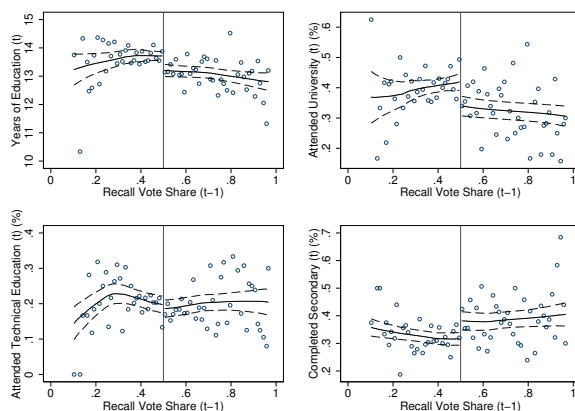 Years of Education (t)
10 11 12 13 14 15
0 .2 .4 .6 .8 1
Recall Vote Share (t−1)
Attended University (t) (%)
.2 .3 .4 .5 .6
0 .2 .4 .6 .8 1
Recall Vote Share (t−1)
Attended Technical Education (t) (%)
0 .1 .2 .3 .4
0 .2 .4 .6 .8 1
Recall Vote Share (t−1)
Completed Secondary (t) (%)
.2 .3 .4 .5 .6 .7
0 .2 .4 .6 .8 1
Recall Vote Share (t−1)